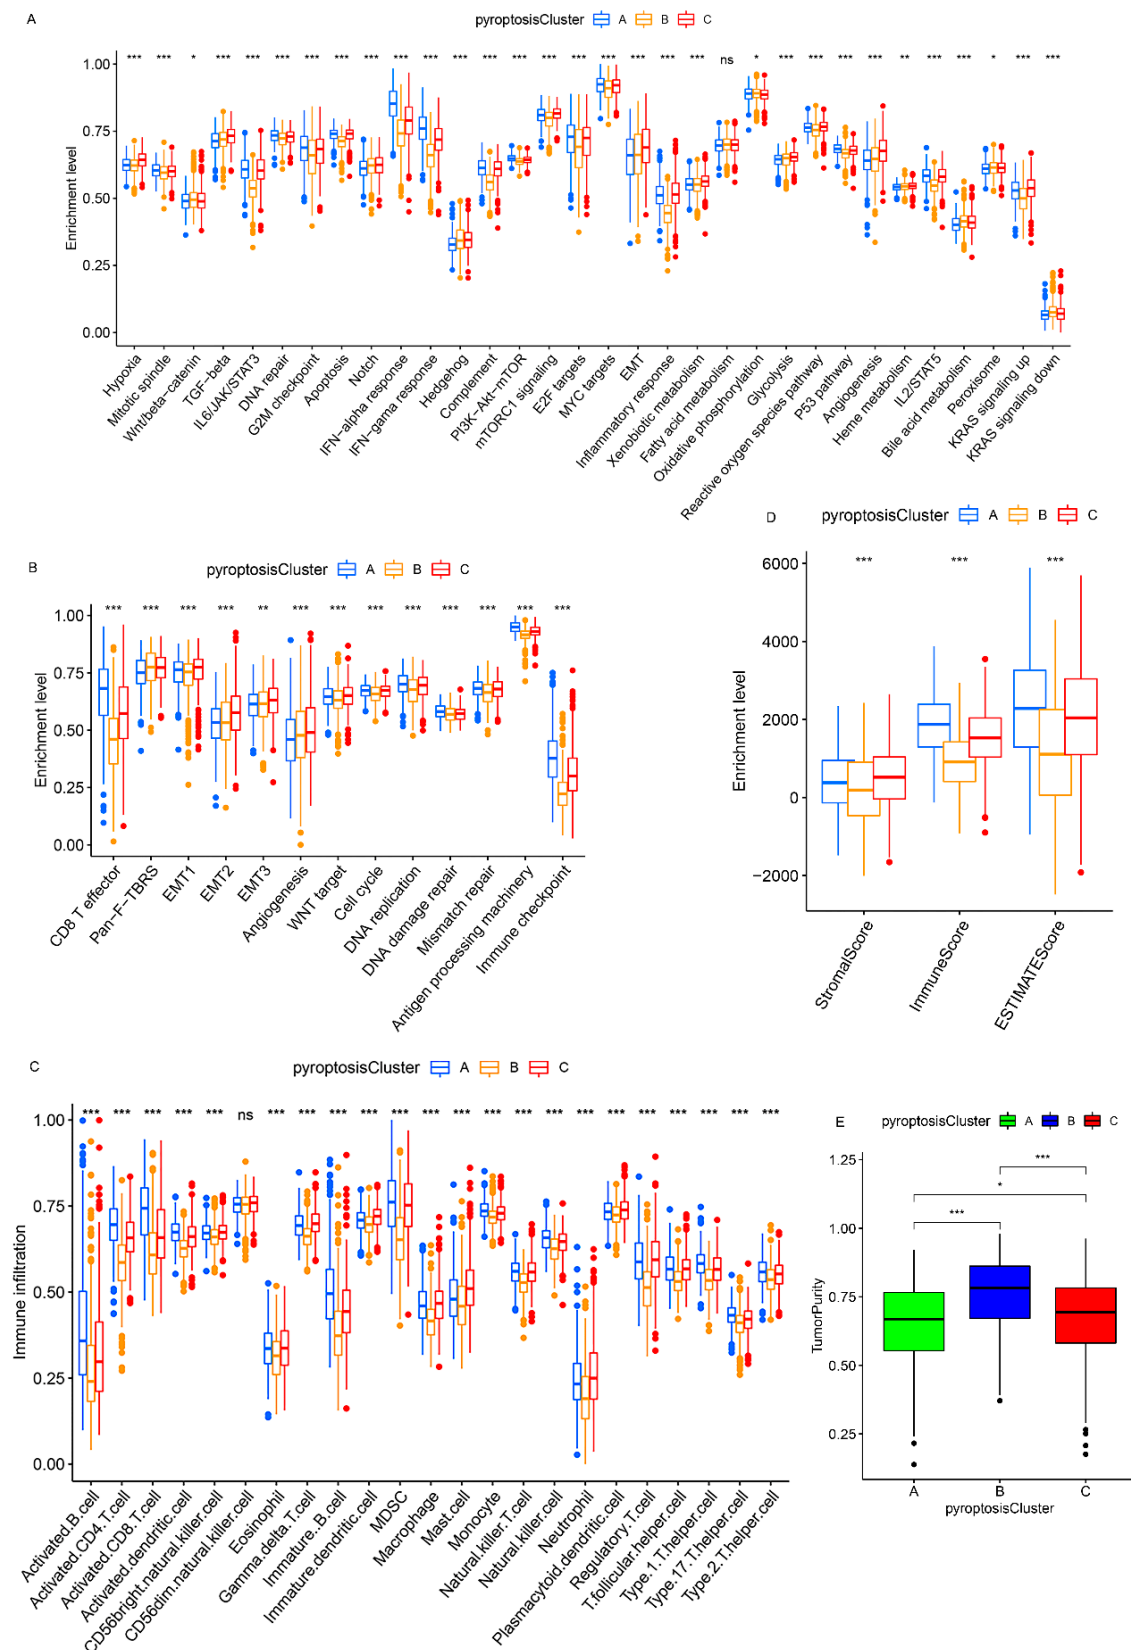 A
pyroptosisCluster A B C
*** *** * *** *** *** *** *** *** *** *** *** *** *** *** *** *** *** *** *** ns * *** *** *** *** ** *** *** * *** ***
Enrichment level
1.00
0.75
0.50
0.25
0.00
Hypoxia
Mitotic spindle
Wnt/beta−catenin
TGF−beta
IL6/JAK/STAT3
DNA repair
G2M checkpoint
Apoptosis
Notch
IFN−alpha response
IFN−gama response
Hedgehog
Complement
PI3K−Akt−mTOR
mTORC1 signaling
E2F targets
MYC targets
EMT
Inflammatory response
Xenobiotic metabolism
Fatty acid metabolism
Oxidative phosphorylation
Glycolysis
Reactive oxygen species pathway
P53 pathway
Angiogenesis
Heme metabolism
IL2/STAT5
Bile acid metabolism
Peroxisome
KRAS signaling up
KRAS signaling down
B
pyroptosisCluster A B C
*** *** *** *** ** *** *** *** *** *** *** *** ***
Enrichment level
1.00
0.75
0.50
0.25
0.00
CD8 T effector
Pan−F−TBRS
EMT1
EMT2
EMT3
Angiogenesis
WNT target
Cell cycle
DNA replication
DNA damage repair
Mismatch repair
Antigen processing machinery
Immune checkpoint
D
pyroptosisCluster A B C
*** *** ***
Enrichment level
6000
4000
2000
0
−2000
StromalScore
ImmuneScore
ESTIMATEScore
C
pyroptosisCluster A B C
*** *** *** *** *** ns *** *** *** *** *** *** *** *** *** *** *** *** *** *** *** *** ***
Immune infiltration
1.00
0.75
0.50
0.25
0.00
Activated.B.cell
Activated.CD4.T.cell
Activated.CD8.T.cell
Activated.dendritic.cell
CD56bright.natural.killer.cell
CD56dim.natural.killer.cell
Eosinophil
Gamma.delta.T.cell
Immature..B.cell
Immature.dendritic.cell
MDSC
Macrophage
Mast.cell
Monocyte
Natural.killer.T.cell
Natural.killer.cell
Neutrophil
Plasmacytoid.dendritic.cell
Regulatory.T.cell
T.follicular.helper.cell
Type.1.T.helper.cell
Type.17.T.helper.cell
Type.2.T.helper.cell
E
pyroptosisCluster A B C
***
*
***
TumorPurity
1.25
1.00
0.75
0.50
0.25
A B C
pyroptosisCluster